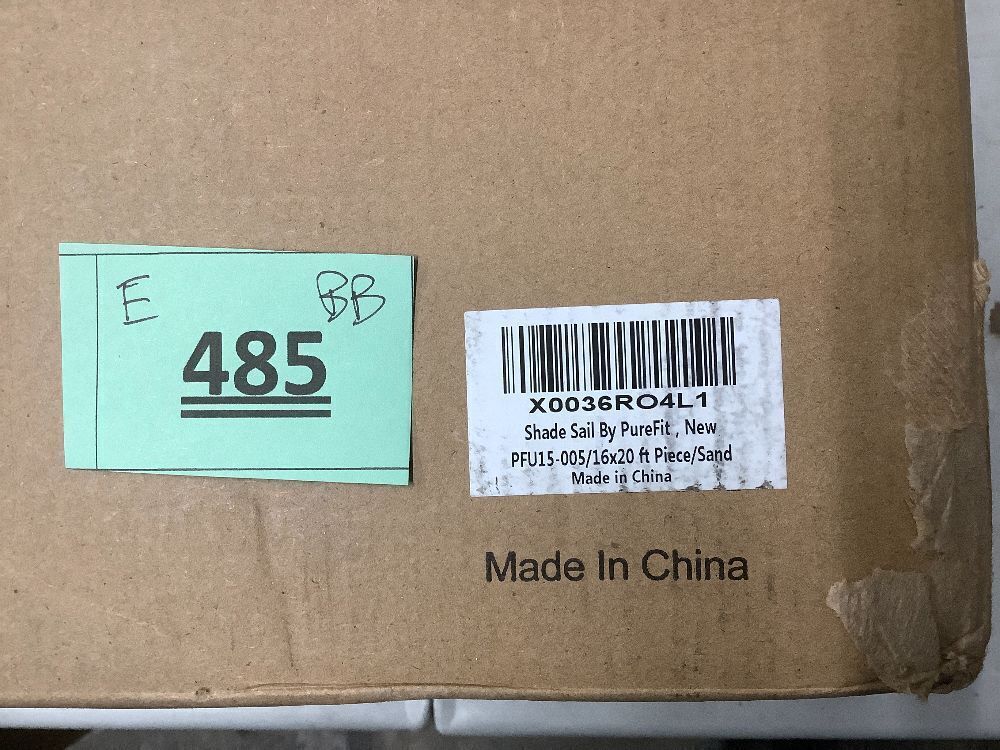 E BB
485
X0036RO4L1
Shade Sail By PureFit , New
PFU15-005/16x20 ft Piece/Sand
Made in China
Made In China